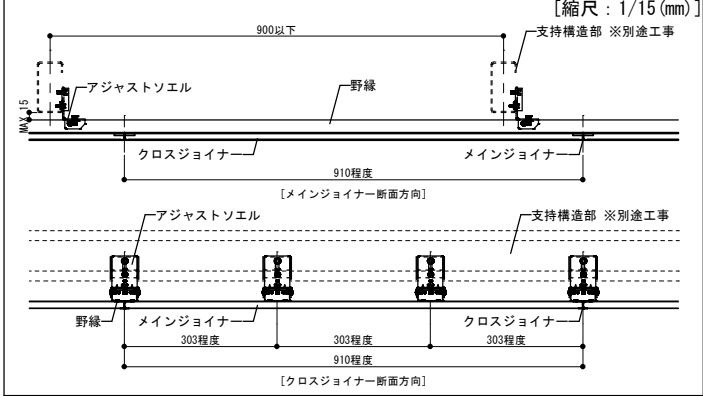 [縮尺：1/15(mm)]
900以下
支持構造部 ※別途工事
アジャストソエル
野縁
MAX 15
クロスジョイナー
メインジョイナー
910程度
[メインジョイナー断面方向]
アジャストソエル
支持構造部 ※別途工事
野縁
メインジョイナー
クロスジョイナー
303程度
303程度
303程度
910程度
[クロスジョイナー断面方向]